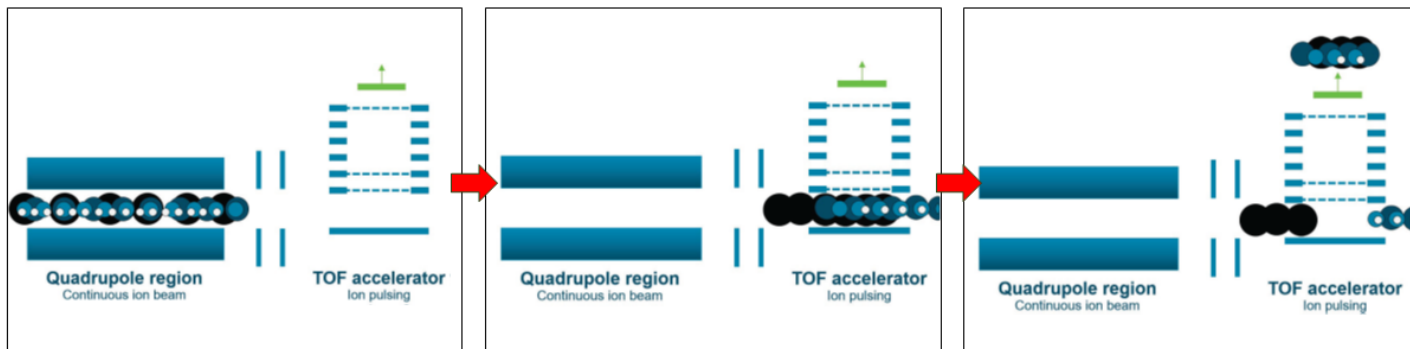 Quadrupole region
Continuous ion beam
TOF accelerator
Ion pulsing
Quadrupole region
Continuous ion beam
TOF accelerator
Ion pulsing
Quadrupole region
Continuous ion beam
TOF accelerator
Ion pulsing